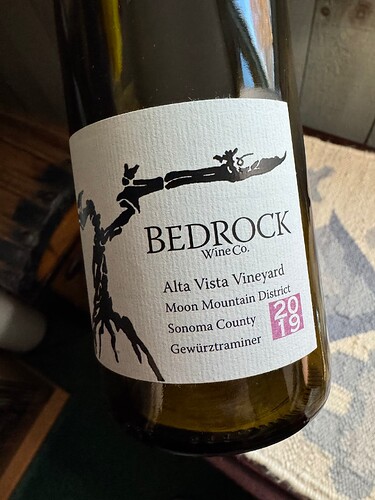 BEDROCK
Wine Co.
Alta Vista Vineyard
Moon Mountain District
Sonoma County
Gewürztraminer
20
19